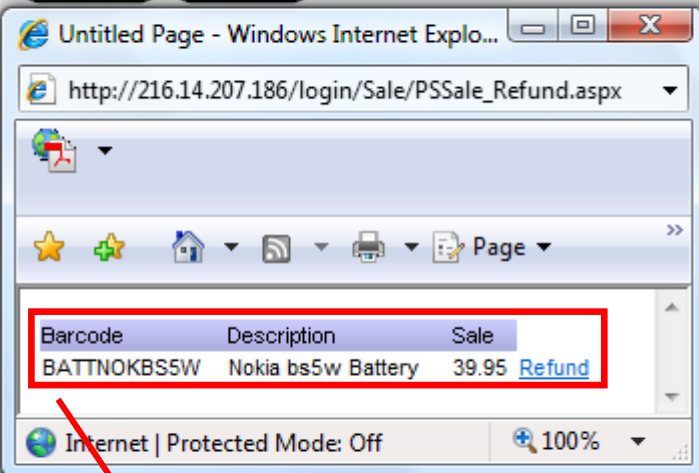 Untitled Page - Windows Internet Explo...
http://216.14.207.186/login/Sale/PSSale_Refund.aspx
Page
»
Barcode Description Sale
BATTNOKBS5W Nokia bs5w Battery 39.95 Refund
Internet | Protected Mode: Off 100%